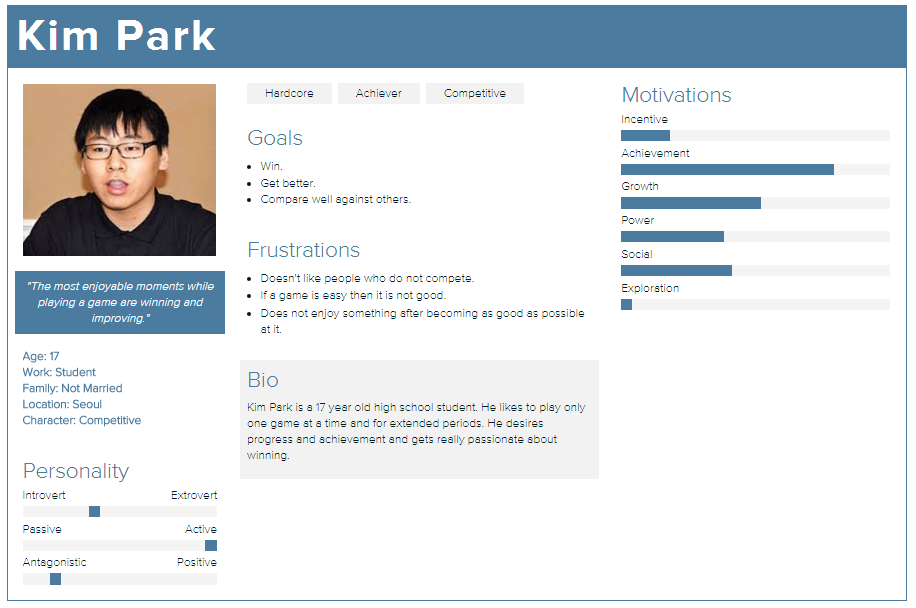 Kim Park
Hardcore
Achiever
Competitive
Goals
Win.
Get better.
Compare well against others.
Frustrations
Doesn't like people who do not compete.
If a game is easy then it is not good.
Does not enjoy something after becoming as good as possible
at it.
Bio
Kim Park is a 17 year old high school student. He likes to play only
one game at a time and for extended periods. He desires
progress and achievement and gets really passionate about
winning.
"The most enjoyable moments while
playing a game are winning and
improving."
Age: 17
Work: Student
Family: Not Married
Location: Seoul
Character: Competitive
Personality
Introvert Extrovert
Passive Active
Antagonistic Positive
Motivations
Incentive
Achievement
Growth
Power
Social
Exploration